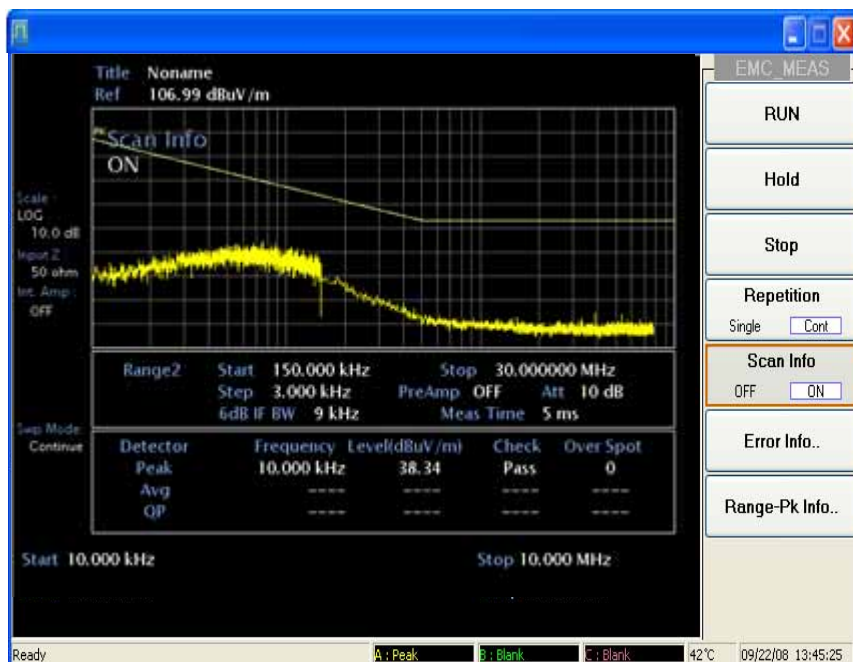 Title Noname
Ref 106.99 dBuV/m
Scan Info
ON
Scale :
LOG
10.0 dB
Input Z :
50 ohm
Int. Amp :
OFF
Range2 Start 150.000 kHz Stop 30.000000 MHz
Step 3.000 kHz PreAmp OFF Att 10 dB
6dB IF BW 9 kHz Meas Time 5 ms
Swp Mode:
Continue
Detector Frequency Level(dBuV/m) Check Over Spot
Peak 10.000 kHz 38.34 Pass 0
Avg ---- ---- ---- ----
QP ---- ---- ---- ----
Start 10.000 kHz Stop 10.000 MHz
EMC_MEAS
RUN
Hold
Stop
Repetition
Single Cont
Scan Info
OFF ON
Error Info..
Range-Pk Info..
Ready A : Peak B : Blank C : Blank 42°C 09/22/08 13:45:25